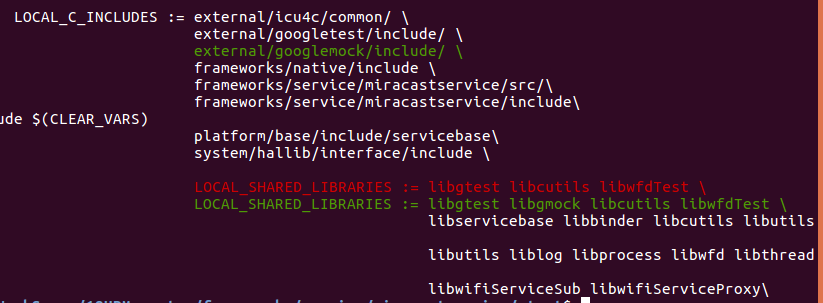 LOCAL_C_INCLUDES := external/icu4c/common/ \
external/googletest/include/ \
external/googlemock/include/ \
frameworks/native/include \
frameworks/service/miracastservice/src/\
frameworks/service/miracastservice/include\
ude $(CLEAR_VARS)
platform/base/include/servicebase\
system/hallib/interface/include \
LOCAL_SHARED_LIBRARIES := libgtest libcutils libwfdTest \
LOCAL_SHARED_LIBRARIES := libgtest libgmock libcutils libwfdTest \
libservicebase libbinder libcutils libutils
libutils liblog libprocess libwfd libthread
libwifiServiceSub libwifiServiceProxy\